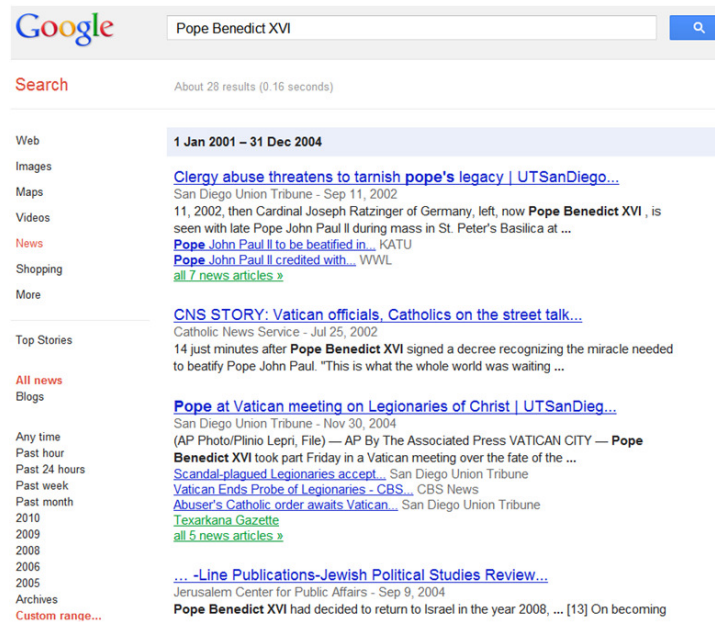 Google
Pope Benedict XVI
Search
About 28 results (0.16 seconds)
Web
Images
Maps
Videos
News
Shopping
More
Top Stories
All news
Blogs
Any time
Past hour
Past 24 hours
Past week
Past month
2010
2009
2008
2006
2005
Archives
Custom range...
1 Jan 2001 – 31 Dec 2004
Clergy abuse threatens to tarnish pope's legacy | UTSanDiego...
San Diego Union Tribune - Sep 11, 2002
11, 2002, then Cardinal Joseph Ratzinger of Germany, left, now Pope Benedict XVI , is
seen with late Pope John Paul II during mass in St. Peter's Basilica at ...
Pope John Paul II to be beatified in... KATU
Pope John Paul II credited with... WWL
all 7 news articles »
CNS STORY: Vatican officials, Catholics on the street talk...
Catholic News Service - Jul 25, 2002
14 just minutes after Pope Benedict XVI signed a decree recognizing the miracle needed
to beatify Pope John Paul. "This is what the whole world was waiting ...
Pope at Vatican meeting on Legionaries of Christ | UTSanDieg...
San Diego Union Tribune - Nov 30, 2004
(AP Photo/Plinio Lepri, File) — AP By The Associated Press VATICAN CITY — Pope
Benedict XVI took part Friday in a Vatican meeting over the fate of the ...
Scandal-plagued Legionaries accept... San Diego Union Tribune
Vatican Ends Probe of Legionaries - CBS... CBS News
Abuser's Catholic order awaits Vatican... San Diego Union Tribune
Texarkana Gazette
all 5 news articles »
... -Line Publications-Jewish Political Studies Review...
Jerusalem Center for Public Affairs - Sep 9, 2004
Pope Benedict XVI had decided to return to Israel in the year 2008, ... [13] On becoming